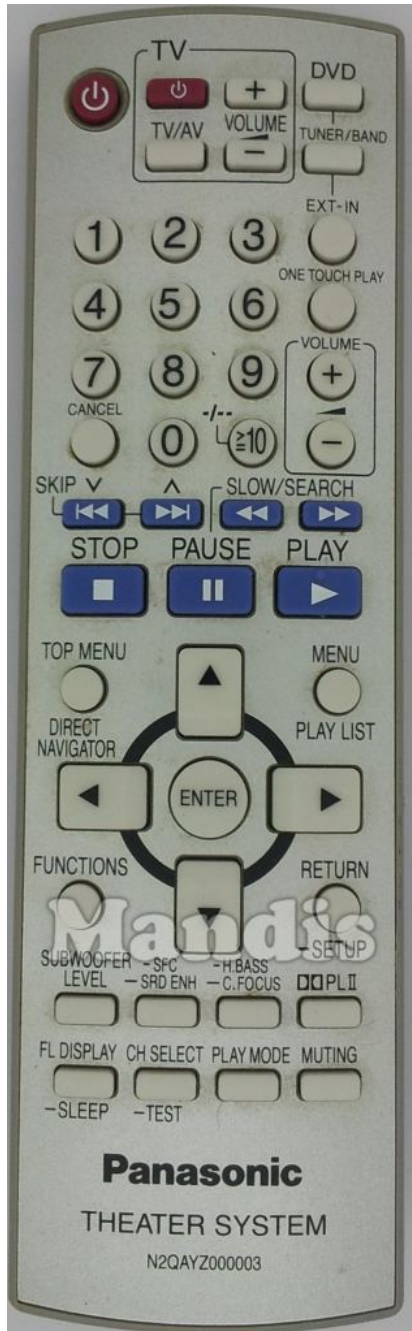 TV
DVD
TV/AV VOLUME TUNER/BAND
+
−
EXT-IN
1 2 3
ONE TOUCH PLAY
4 5 6
VOLUME
7 8 9 +
CANCEL -/--
0 ≧10 −
SKIP SLOW/SEARCH
STOP PAUSE PLAY
TOP MENU MENU
DIRECT NAVIGATOR PLAY LIST
ENTER
FUNCTIONS RETURN
Mandis
−SETUP
SUBWOOFER LEVEL
−SFC
−SRD ENH
−H.BASS
−C.FOCUS
PLII
FL DISPLAY CH SELECT PLAY MODE MUTING
−SLEEP −TEST
Panasonic
THEATER SYSTEM
N2QAYZ000003